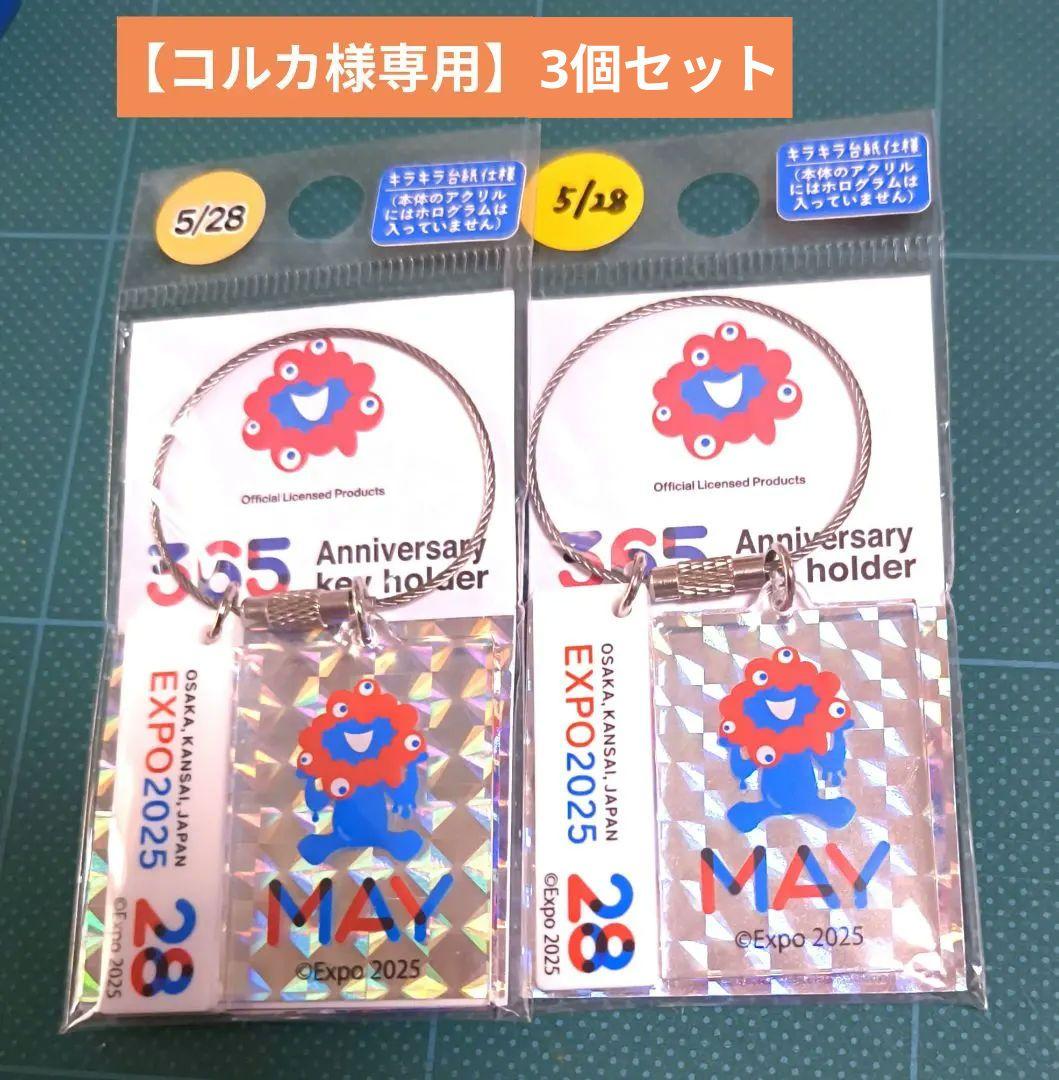 【コルカ様専用】3個セット
5/28
キラキラ台紙仕様
(本体のアクリル
にはホログラムは
入っていません)
Official Licensed Products
365
Anniversary
key holder
OSAKA, KANSAI, JAPAN
EXPO2025
28
©Expo 2025
MAY
©Expo 2025
5/28
キラキラ台紙仕様
(本体のアクリル
にはホログラムは
入っていません)
Official Licensed Products
365
Anniversary
holder
OSAKA, KANSAI, JAPAN
EXPO2025
28
©Expo 2025
MAY
©Expo 2025